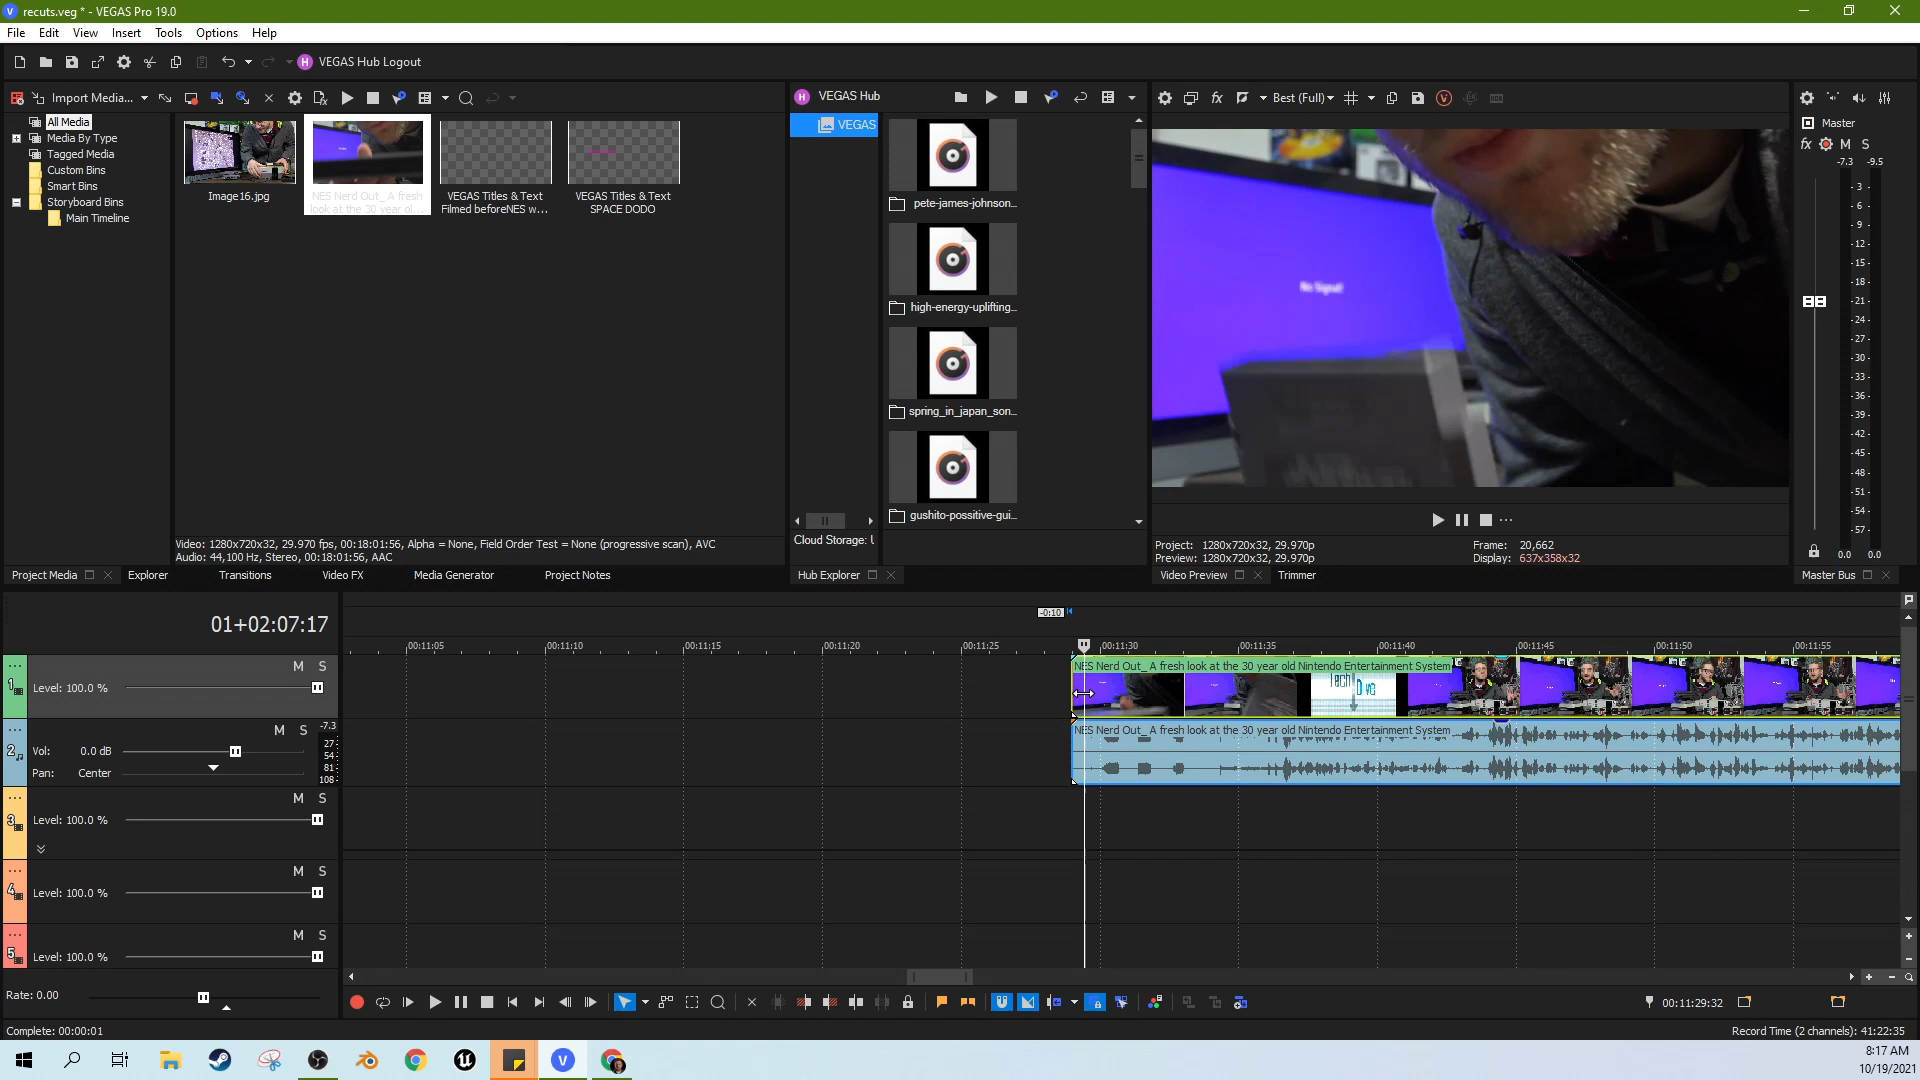 recuts.veg * - VEGAS Pro 19.0
File Edit View Insert Tools Options Help
VEGAS Hub Logout
Import Media...
All Media
Media By Type
Tagged Media
Custom Bins
Smart Bins
Storyboard Bins
Main Timeline
Image16.jpg
NES Nerd Out_ A fresh
look at the 30 year ol...
VEGAS Titles & Text
Filmed beforeNES w...
VEGAS Titles & Text
SPACE DODO
Video: 1280x720x32, 29.970 fps, 00:18:01:56, Alpha = None, Field Order Test = None (progressive scan), AVC
Audio: 44,100 Hz, Stereo, 00:18:01:56, AAC
Project Media
Explorer
Transitions
Video FX
Media Generator
Project Notes
VEGAS Hub
VEGAS
pete-james-johnson...
high-energy-uplifting...
spring_in_japan_son...
gushito-possitive-gui...
Cloud Storage: U
Hub Explorer
Best (Full)
No Signal!
Project: 1280x720x32, 29.970p
Preview: 1280x720x32, 29.970p
Frame: 20,662
Display: 637x358x32
Video Preview
Trimmer
Master
fx M S
-7.3 -9.5
- 3 -
- 6 -
- 9 -
-12-
-15-
-18-
-21-
-24-
-27-
-30-
-33-
-36-
-39-
-42-
-45-
-48-
-51-
-54-
-57-
0.0 0.0
Master Bus
01+02:07:17
-0:10
00:11:05 00:11:10 00:11:15 00:11:20 00:11:25 00:11:30 00:11:35 00:11:40 00:11:45 00:11:50 00:11:55
1
M S
Level: 100.0 %
NES Nerd Out_ A fresh look at the 30 year old Nintendo Entertainment System
2
M S -7.3
Vol: 0.0 dB
Pan: Center
27
54
81
108
NES Nerd Out_ A fresh look at the 30 year old Nintendo Entertainment System
3
M S
Level: 100.0 %
4
M S
Level: 100.0 %
5
M S
Level: 100.0 %
Rate: 0.00
00:11:29:32
Complete: 00:00:01
Record Time (2 channels): 41:22:35
8:17 AM
10/19/2021